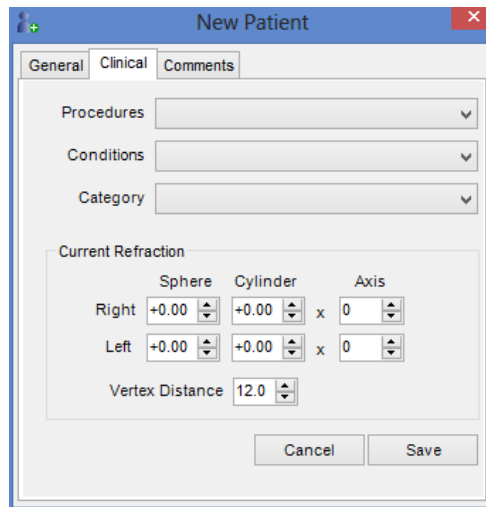 New Patient
General Clinical Comments
Procedures
Conditions
Category
Current Refraction
Sphere Cylinder Axis
Right +0.00 +0.00 x 0
Left +0.00 +0.00 x 0
Vertex Distance 12.0
Cancel Save